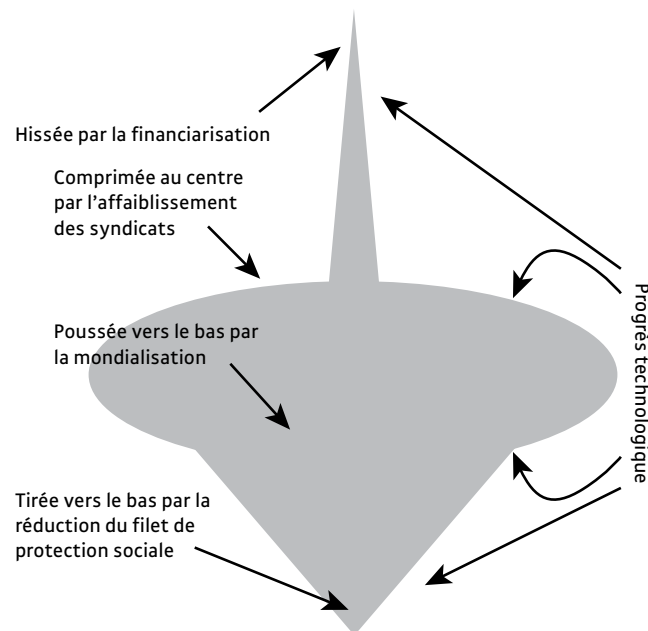 Hissée par la financiarisation
Comprimée au centre
par l'affaiblissement
des syndicats
Poussée vers le bas par
la mondialisation
Tirée vers le bas par la
réduction du filet de
protection sociale
Progrès technologique